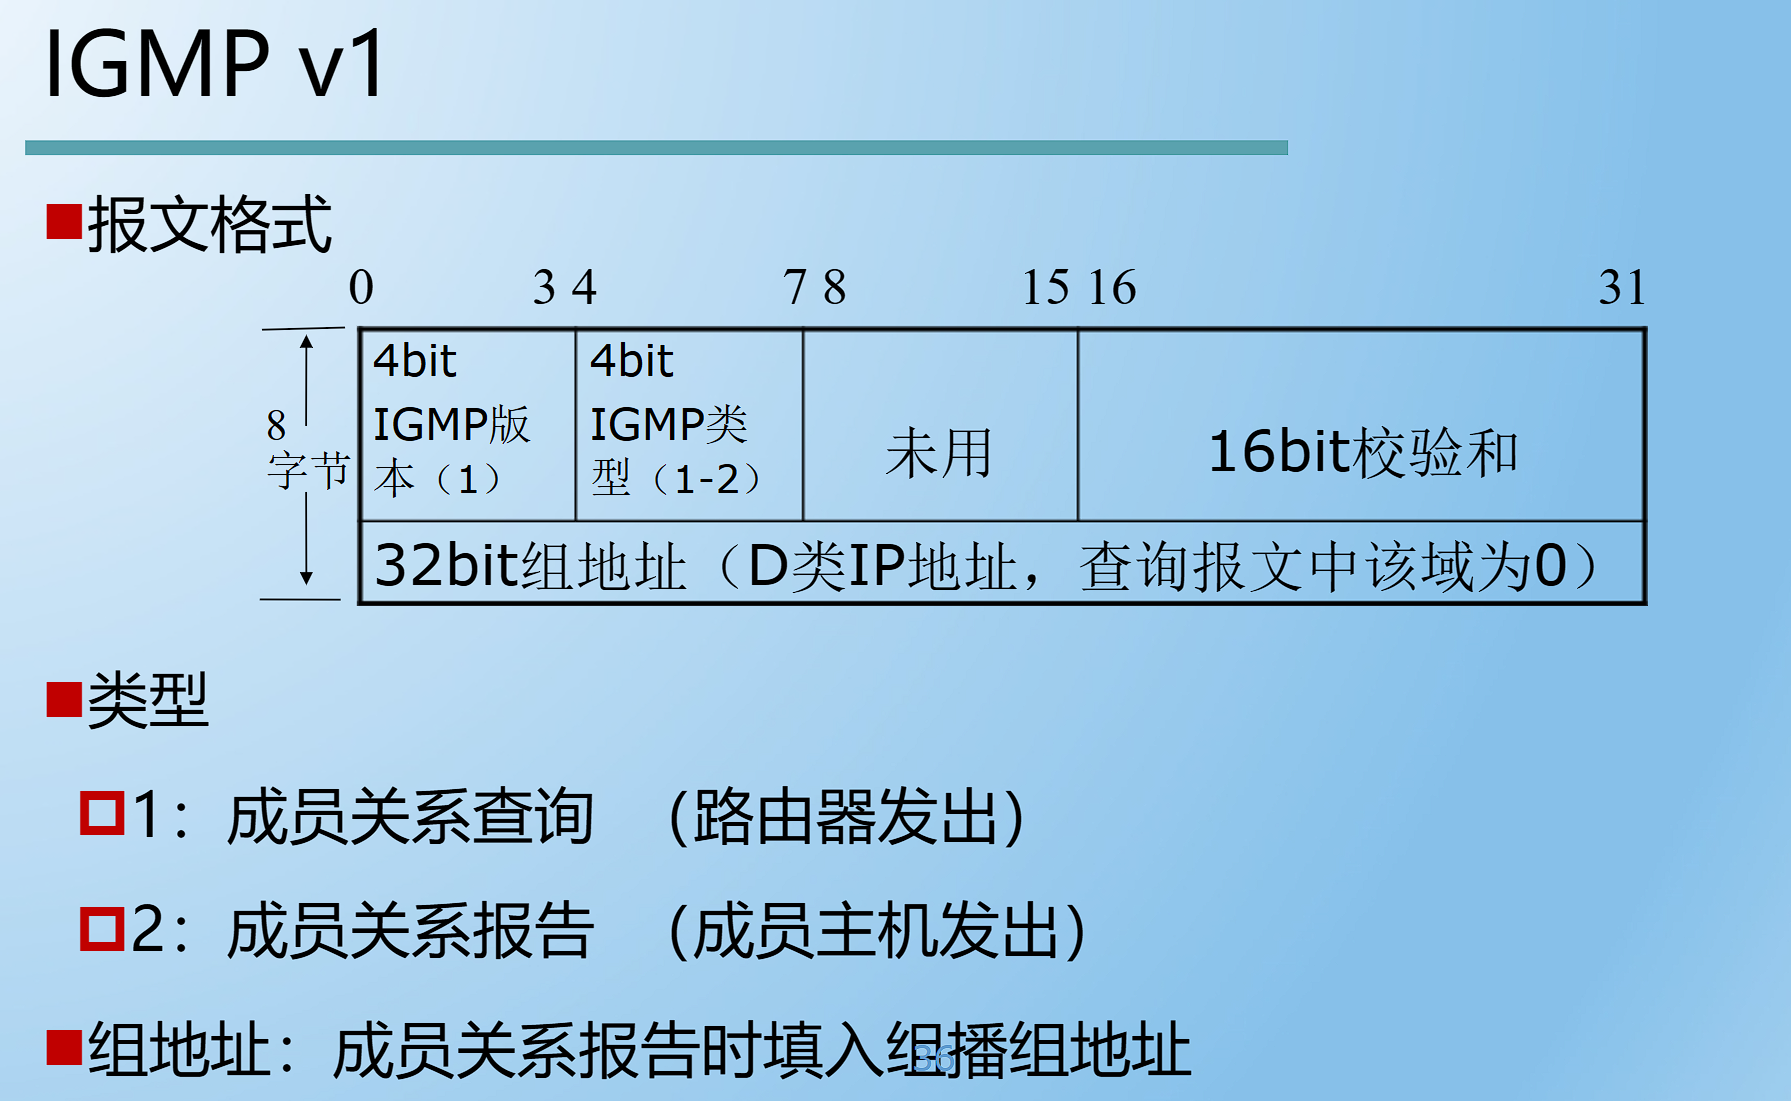 IGMP v1
报文格式
0 3 4 7 8 15 16 31
8
字节
4bit
IGMP版
本（1）
4bit
IGMP类
型（1-2）
未用
16bit校验和
32bit组地址（D类IP地址，查询报文中该域为0）
类型
1：成员关系查询 （路由器发出）
2：成员关系报告 （成员主机发出）
组地址：成员关系报告时填入组播组地址
36